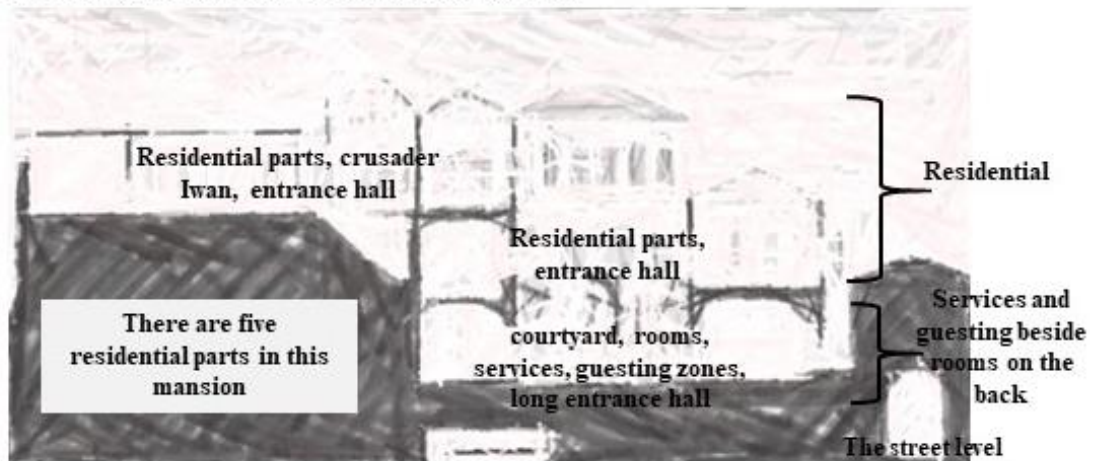 Residential parts, crusader
Iwan, entrance hall
Residential
Residential parts,
entrance hall
There are five
residential parts in this
mansion
courtyard, rooms,
services, guesting zones,
long entrance hall
Services and
guesting beside
rooms on the
back
The street level